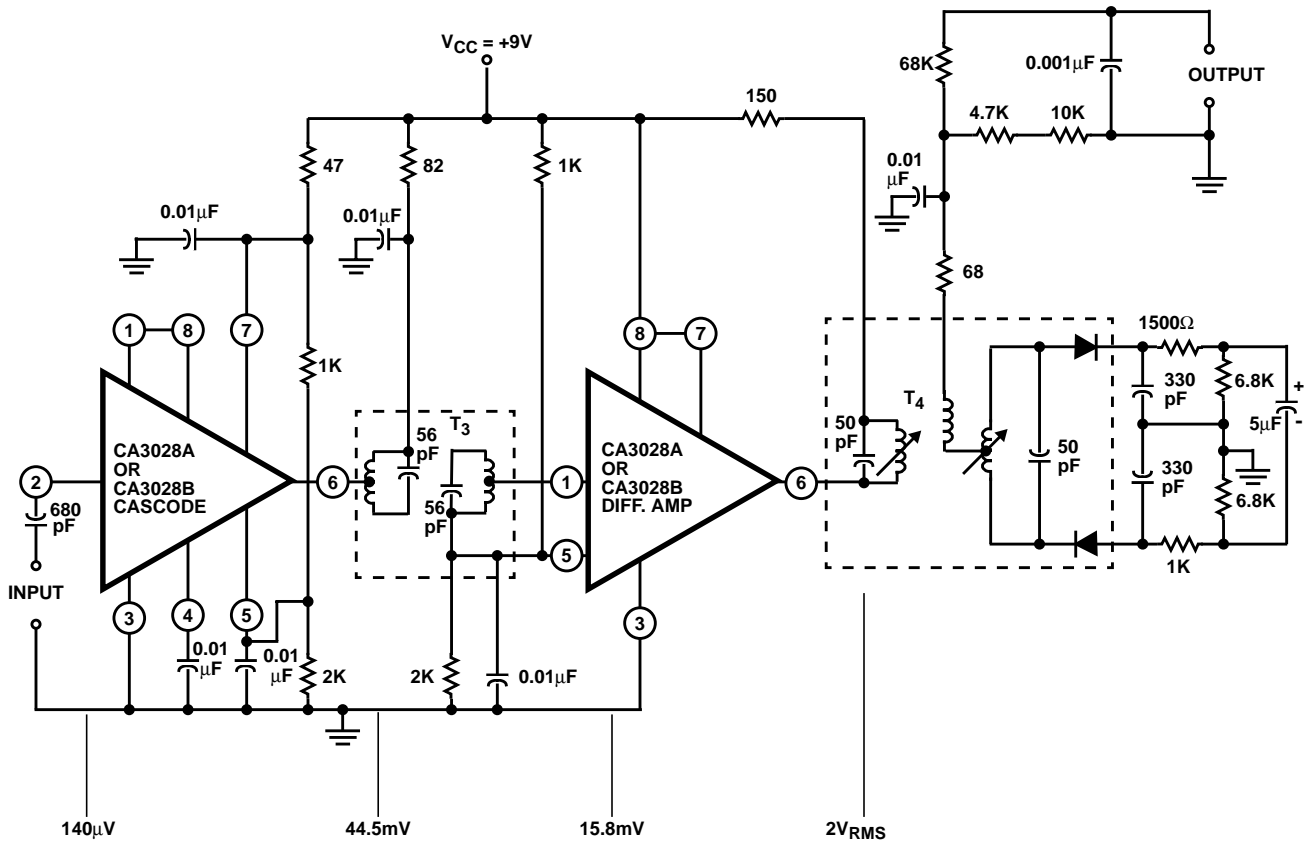 V_CC = +9V
68K
0.001µF
OUTPUT
150
4.7K
10K
47
82
1K
0.01
µF
0.01µF
0.01µF
68
1
8
7
8
7
1500Ω
1K
330
pF
6.8K
+
5µF
-
T3
56
pF
T4
50
pF
50
pF
CA3028A
OR
CA3028B
CASCODE
CA3028A
OR
CA3028B
DIFF. AMP
2
6
1
6
680
pF
56
pF
330
pF
6.8K
5
1K
INPUT
3
4
5
3
0.01
µF
0.01
µF
2K
2K
0.01µF
140µV
44.5mV
15.8mV
2V_RMS